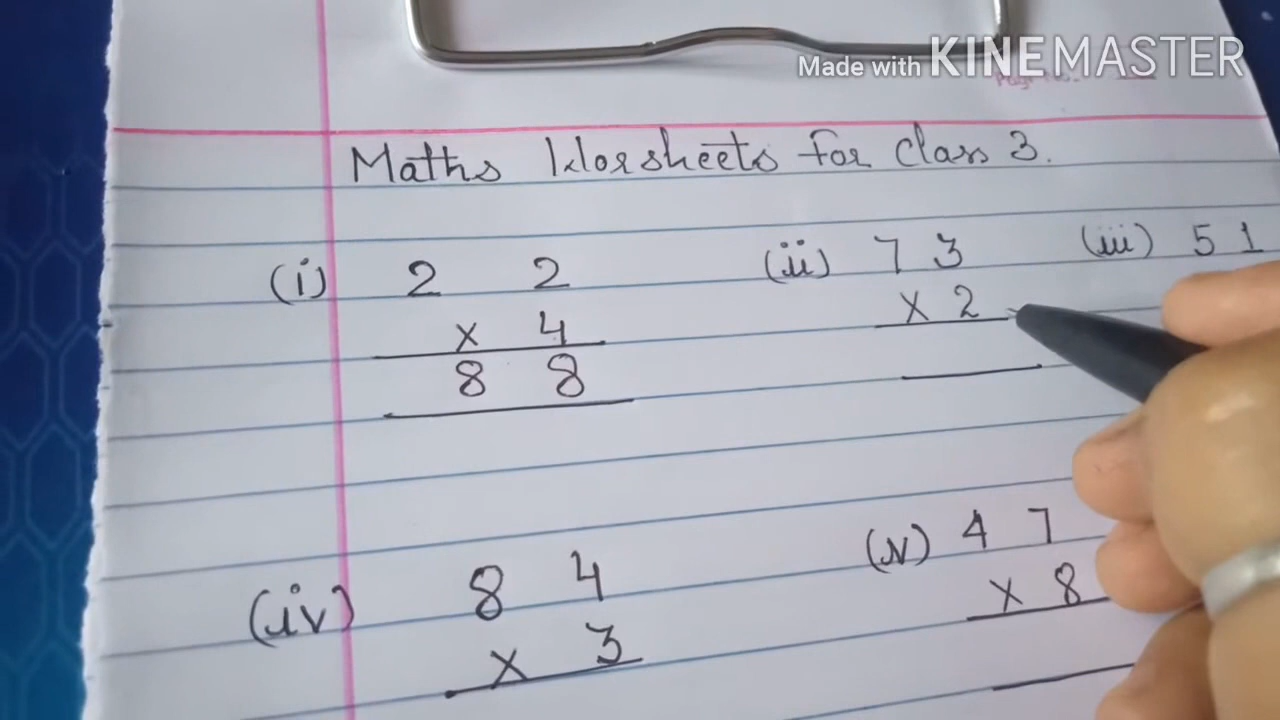 Made with KINEMASTER
Maths Worsheets for Class 3.
(i) 2 2 (ii) 7 3 (iii) 5 1
x 4 x 2
8 8
(iv) 8 4 (v) 4 7
x 3 x 8